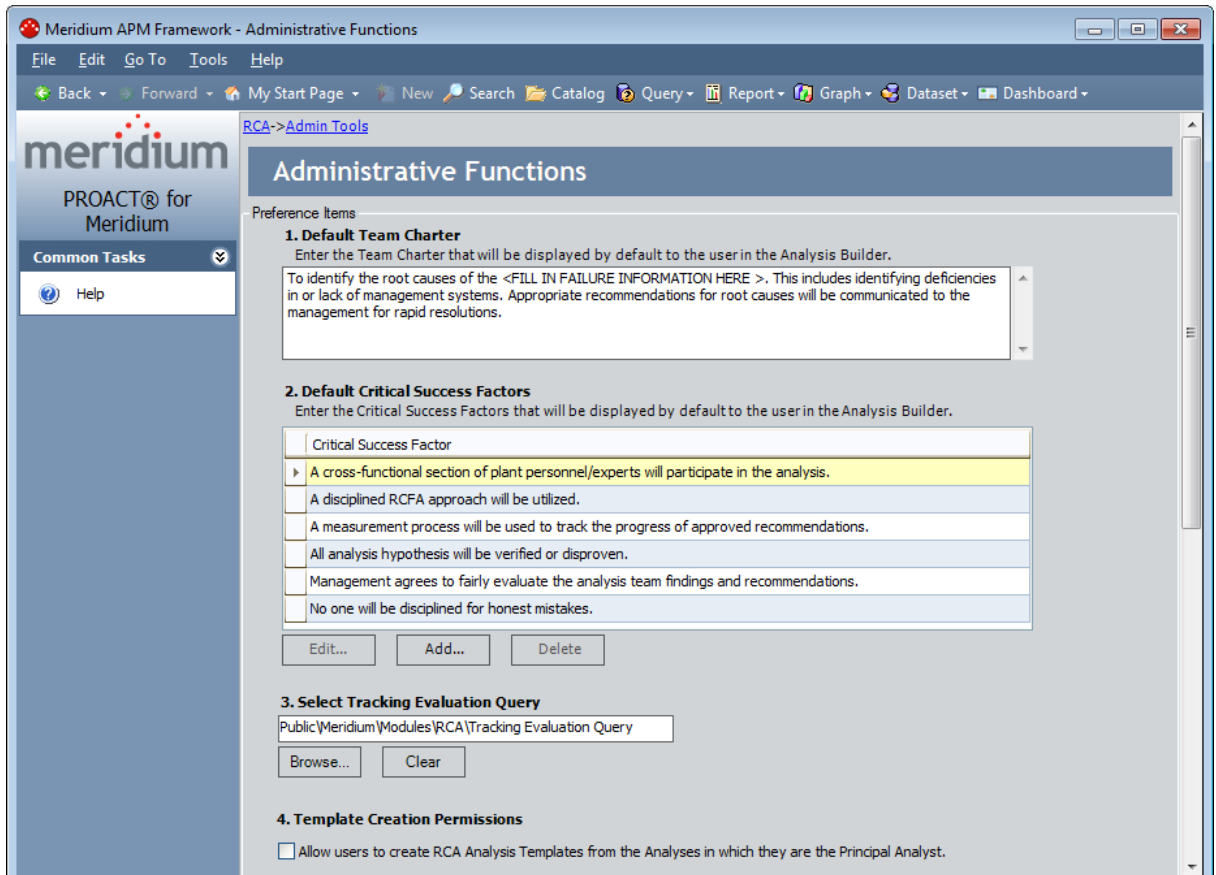 Meridium APM Framework - Administrative Functions
File Edit Go To Tools Help
Back Forward My Start Page New Search Catalog Query Report Graph Dataset Dashboard
meridium
PROACT® for
Meridium
Common Tasks
Help
RCA->Admin Tools
Administrative Functions
Preference Items
1. Default Team Charter
Enter the Team Charter that will be displayed by default to the user in the Analysis Builder.
To identify the root causes of the <FILL IN FAILURE INFORMATION HERE >. This includes identifying deficiencies
in or lack of management systems. Appropriate recommendations for root causes will be communicated to the
management for rapid resolutions.
2. Default Critical Success Factors
Enter the Critical Success Factors that will be displayed by default to the user in the Analysis Builder.
Critical Success Factor
A cross-functional section of plant personnel/experts will participate in the analysis.
A disciplined RCFA approach will be utilized.
A measurement process will be used to track the progress of approved recommendations.
All analysis hypothesis will be verified or disproven.
Management agrees to fairly evaluate the analysis team findings and recommendations.
No one will be disciplined for honest mistakes.
Edit... Add... Delete
3. Select Tracking Evaluation Query
Public\Meridium\Modules\RCA\Tracking Evaluation Query
Browse... Clear
4. Template Creation Permissions
Allow users to create RCA Analysis Templates from the Analyses in which they are the Principal Analyst.